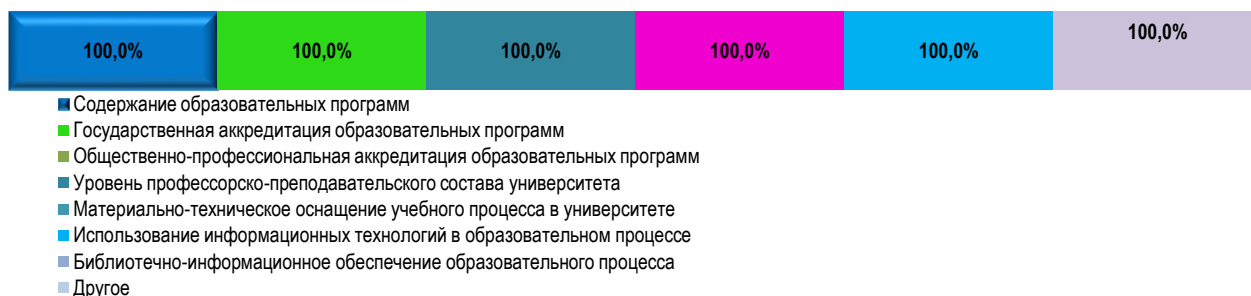 100,0% 100,0% 100,0% 100,0% 100,0% 100,0%
Содержание образовательных программ
Государственная аккредитация образовательных программ
Общественно-профессиональная аккредитация образовательных программ
Уровень профессорско-преподавательского состава университета
Материально-техническое оснащение учебного процесса в университете
Использование информационных технологий в образовательном процессе
Библиотечно-информационное обеспечение образовательного процесса
Другое